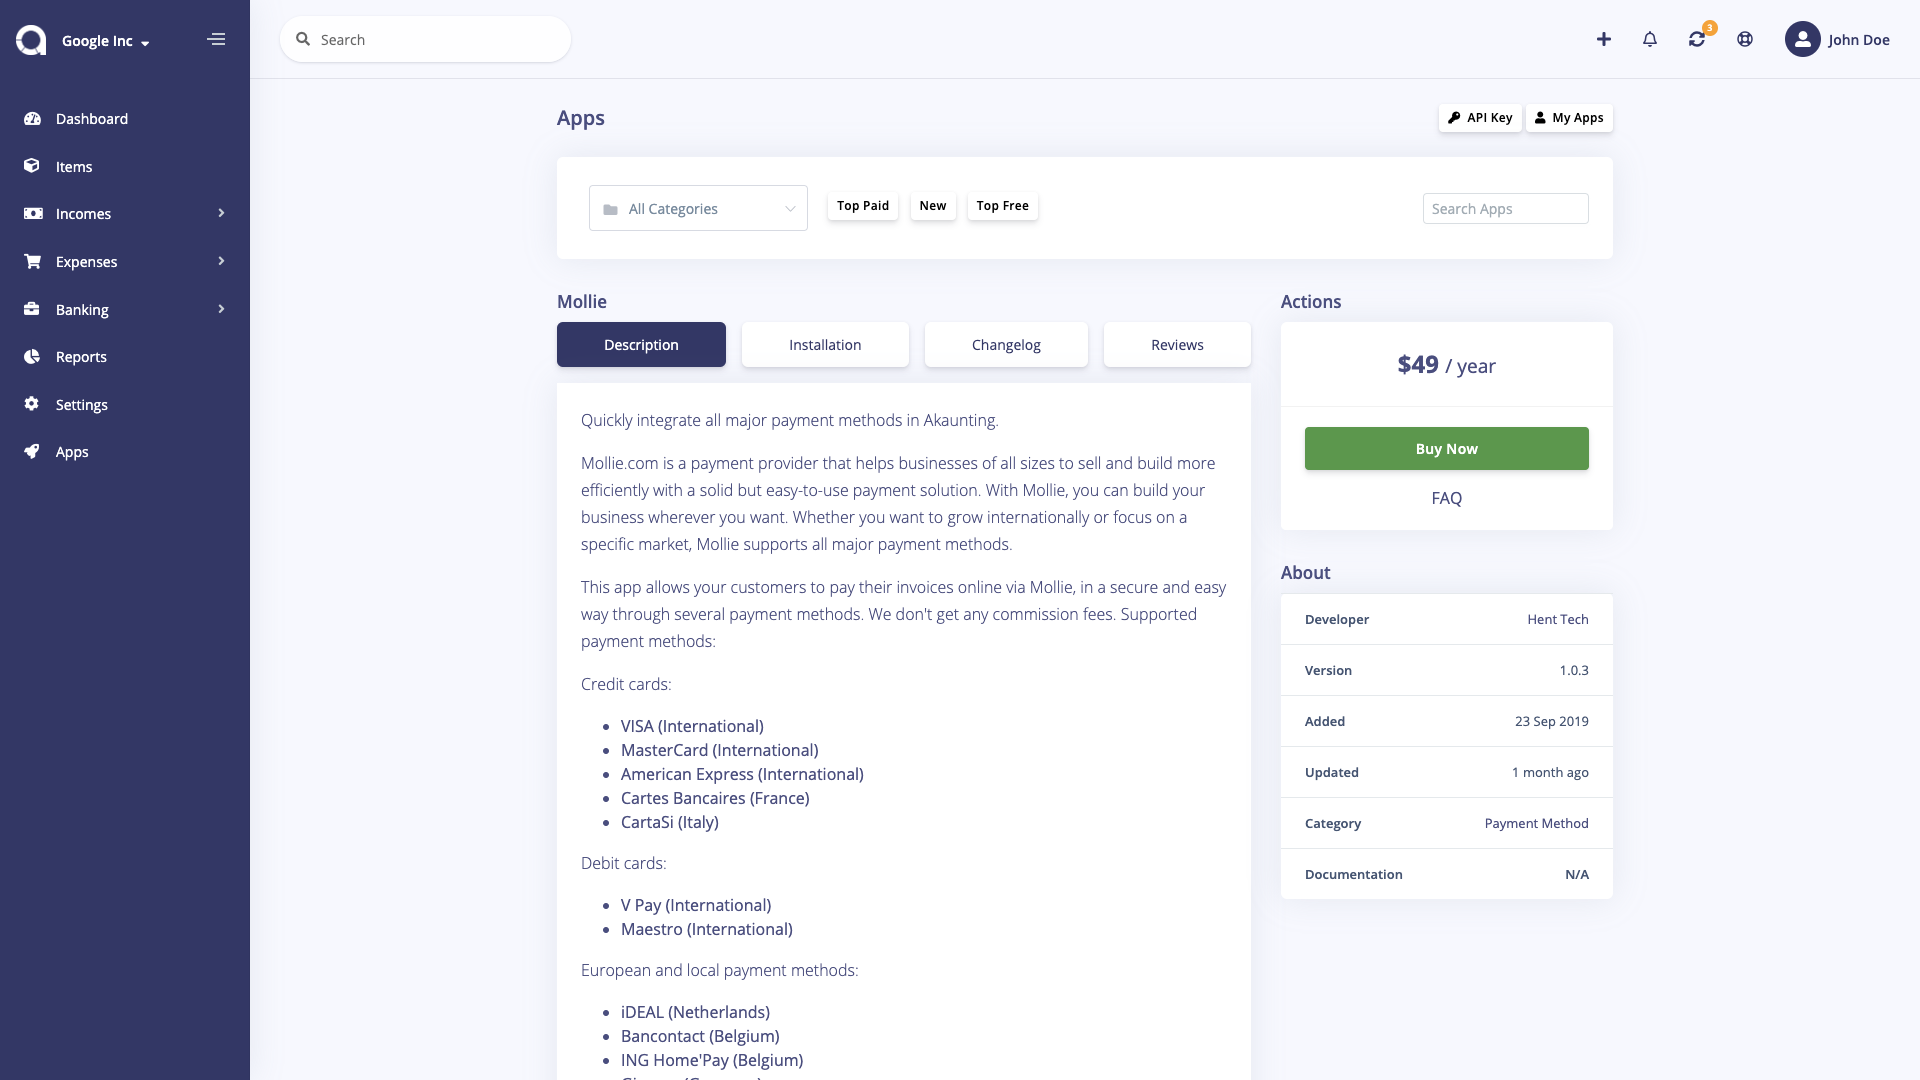 Google Inc
Search
3
John Doe
Dashboard
Items
Incomes
Expenses
Banking
Reports
Settings
Apps
Apps
API Key
My Apps
All Categories
Top Paid
New
Top Free
Search Apps
Mollie
Description
Installation
Changelog
Reviews
Quickly integrate all major payment methods in Akaunting.
Mollie.com is a payment provider that helps businesses of all sizes to sell and build more
efficiently with a solid but easy-to-use payment solution. With Mollie, you can build your
business wherever you want. Whether you want to grow internationally or focus on a
specific market, Mollie supports all major payment methods.
This app allows your customers to pay their invoices online via Mollie, in a secure and easy
way through several payment methods. We don't get any commission fees. Supported
payment methods:
Credit cards:
VISA (International)
MasterCard (International)
American Express (International)
Cartes Bancaires (France)
CartaSi (Italy)
Debit cards:
V Pay (International)
Maestro (International)
European and local payment methods:
iDEAL (Netherlands)
Bancontact (Belgium)
ING Home'Pay (Belgium)
Actions
$49 / year
Buy Now
FAQ
About
Developer Hent Tech
Version 1.0.3
Added 23 Sep 2019
Updated 1 month ago
Category Payment Method
Documentation N/A